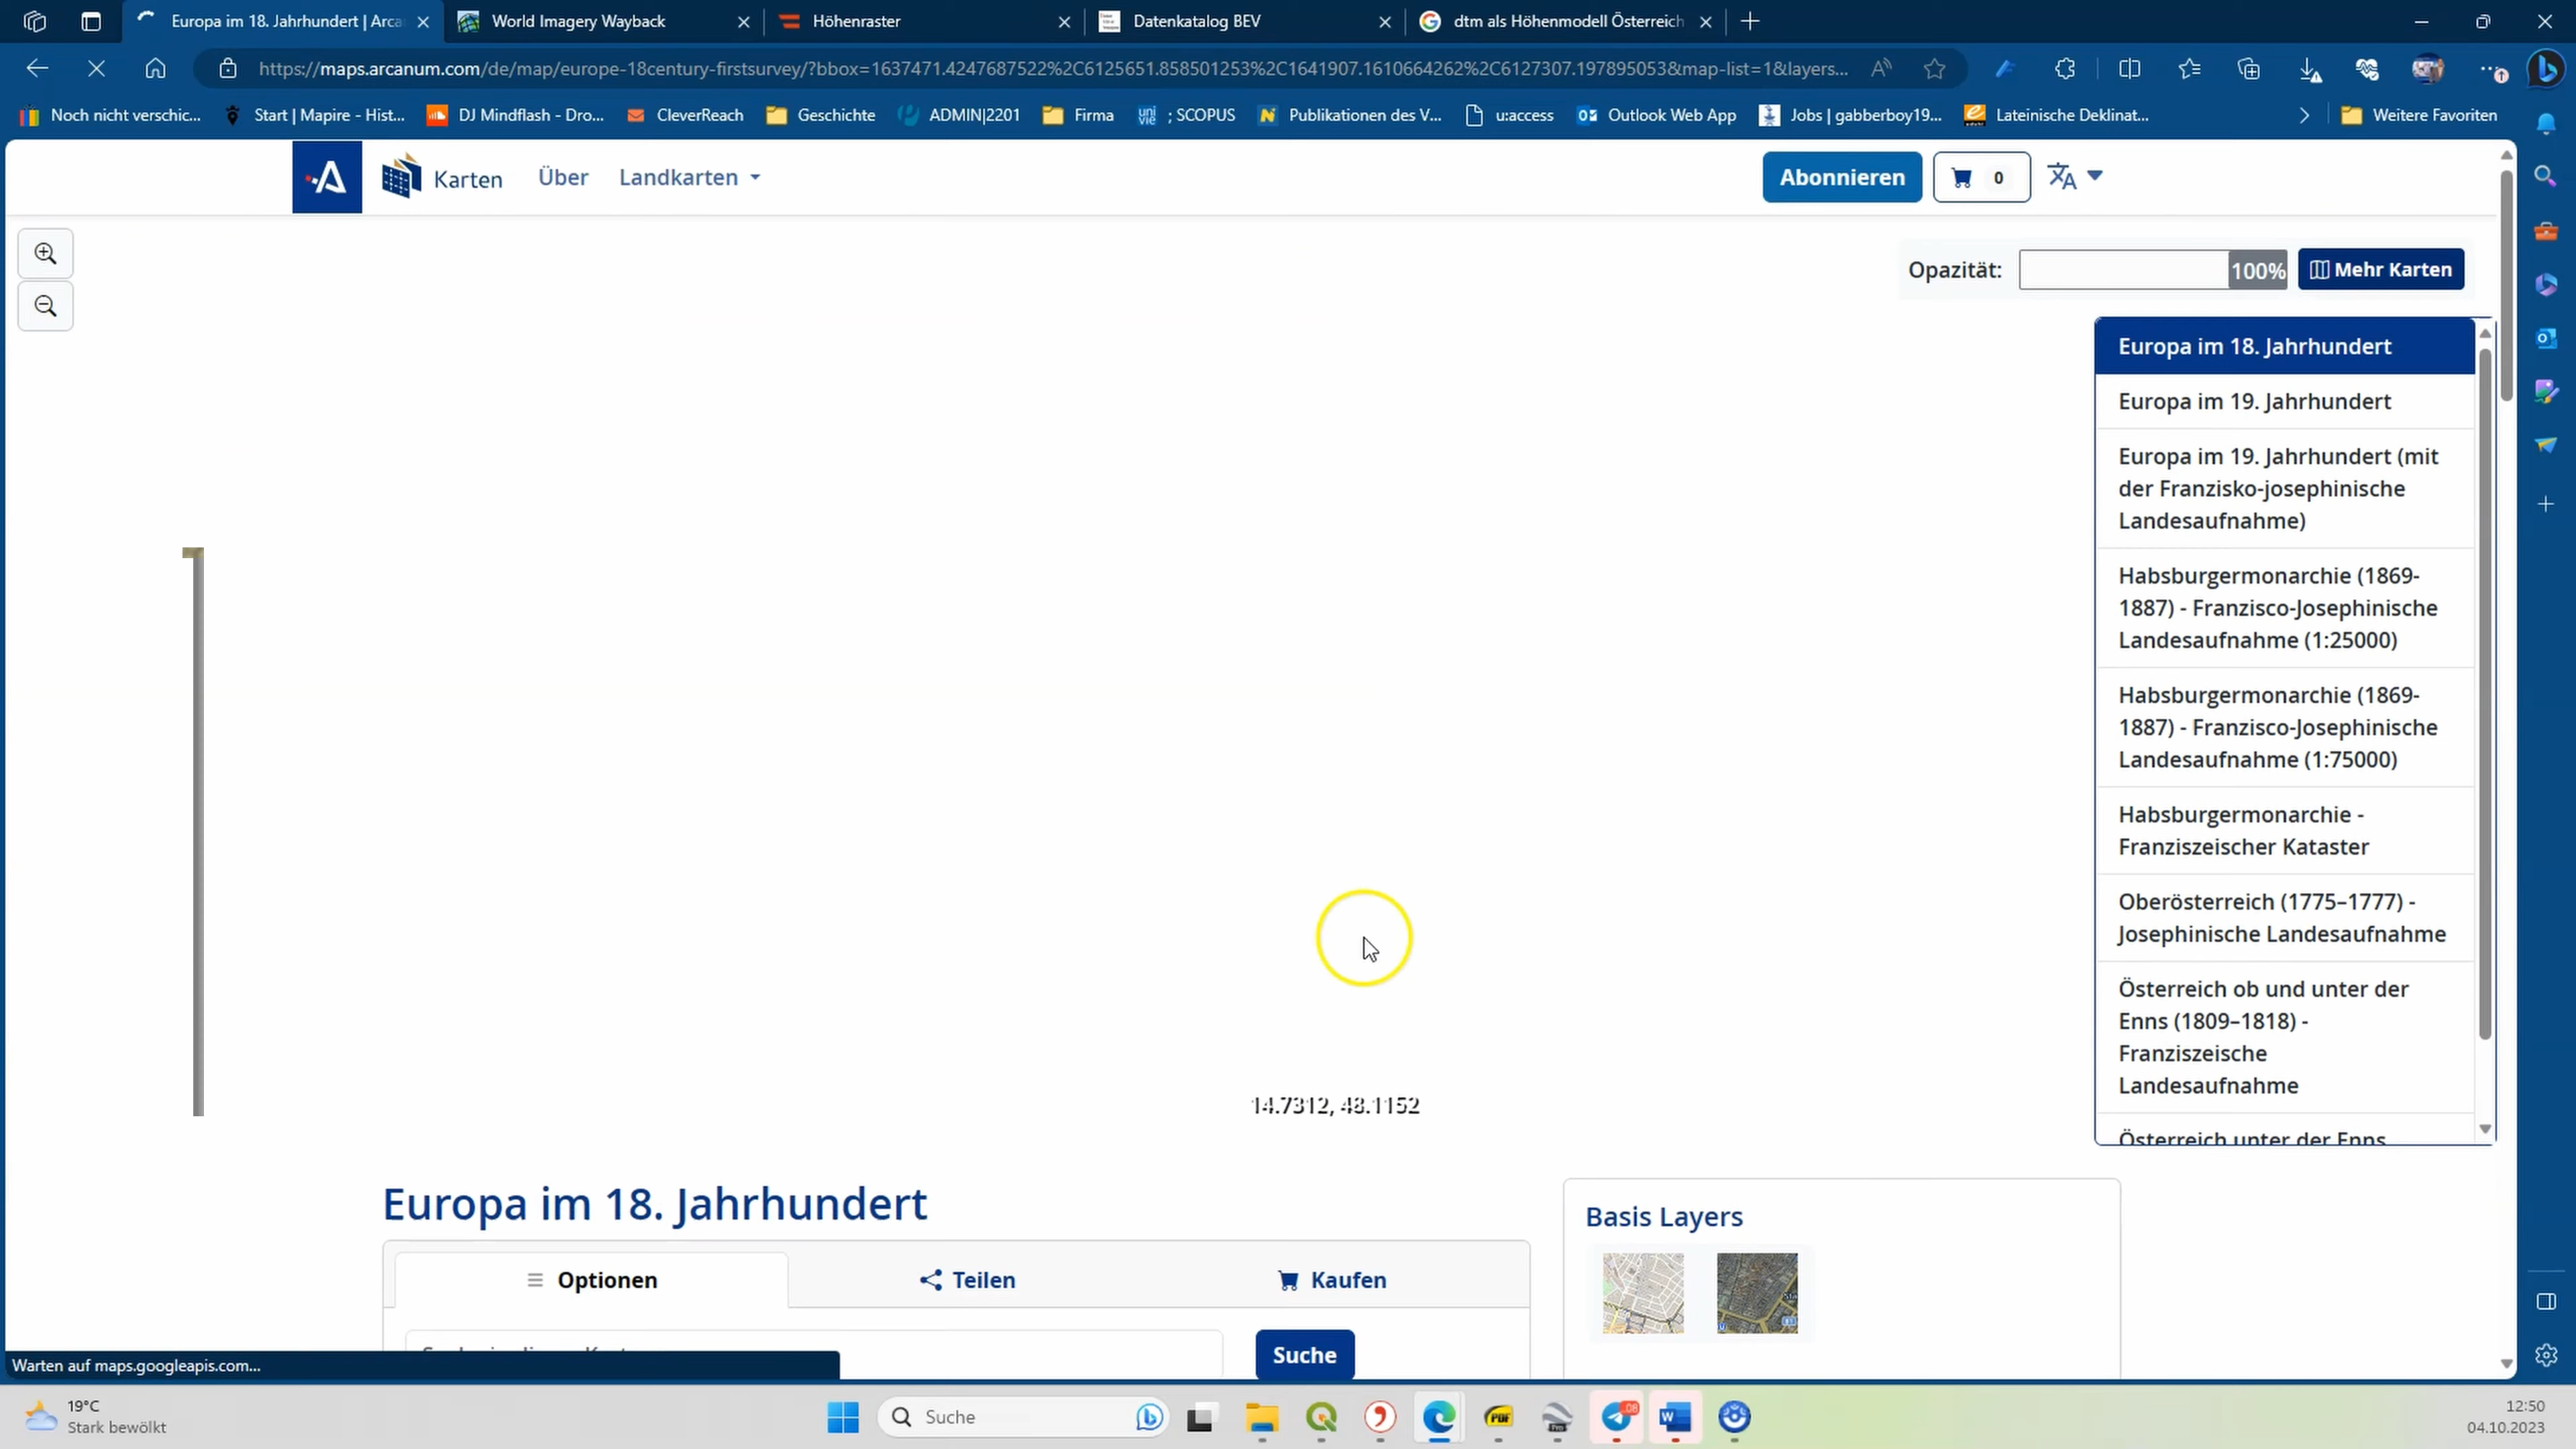 Europa im 18. Jahrhundert | Arca
World Imagery Wayback
Höhenraster
Datenkatalog BEV
dtm als Höhenmodell Österreich
https://maps.arcanum.com/de/map/europe-18century-firstsurvey/?bbox=1637471.4247687522%2C6125651.858501253%2C1641907.1610664262%2C6127307.197895053&map-list=1&layers...
Noch nicht verschic...
Start | Mapire - Hist...
DJ Mindflash - Dro...
CleverReach
Geschichte
ADMIN|2201
Firma
; SCOPUS
Publikationen des V...
u:access
Outlook Web App
Jobs | gabberboy19...
Lateinische Deklinat...
Weitere Favoriten
Karten
Über
Landkarten
Abonnieren
0
Opazität:
100%
Mehr Karten
Europa im 18. Jahrhundert
Europa im 19. Jahrhundert
Europa im 19. Jahrhundert (mit
der Franzisko-josephinische
Landesaufnahme)
Habsburgermonarchie (1869-
1887) - Franzisco-Josephinische
Landesaufnahme (1:25000)
Habsburgermonarchie (1869-
1887) - Franzisco-Josephinische
Landesaufnahme (1:75000)
Habsburgermonarchie -
Franziszeischer Kataster
Oberösterreich (1775–1777) -
Josephinische Landesaufnahme
Österreich ob und unter der
Enns (1809–1818) -
Franziszeische
Landesaufnahme
Österreich unter der Enns
14.7312, 48.1152
Europa im 18. Jahrhundert
Optionen
Teilen
Kaufen
Suche
Basis Layers
Warten auf maps.googleapis.com...
19°C
Stark bewölkt
Suche
12:50
04.10.2023